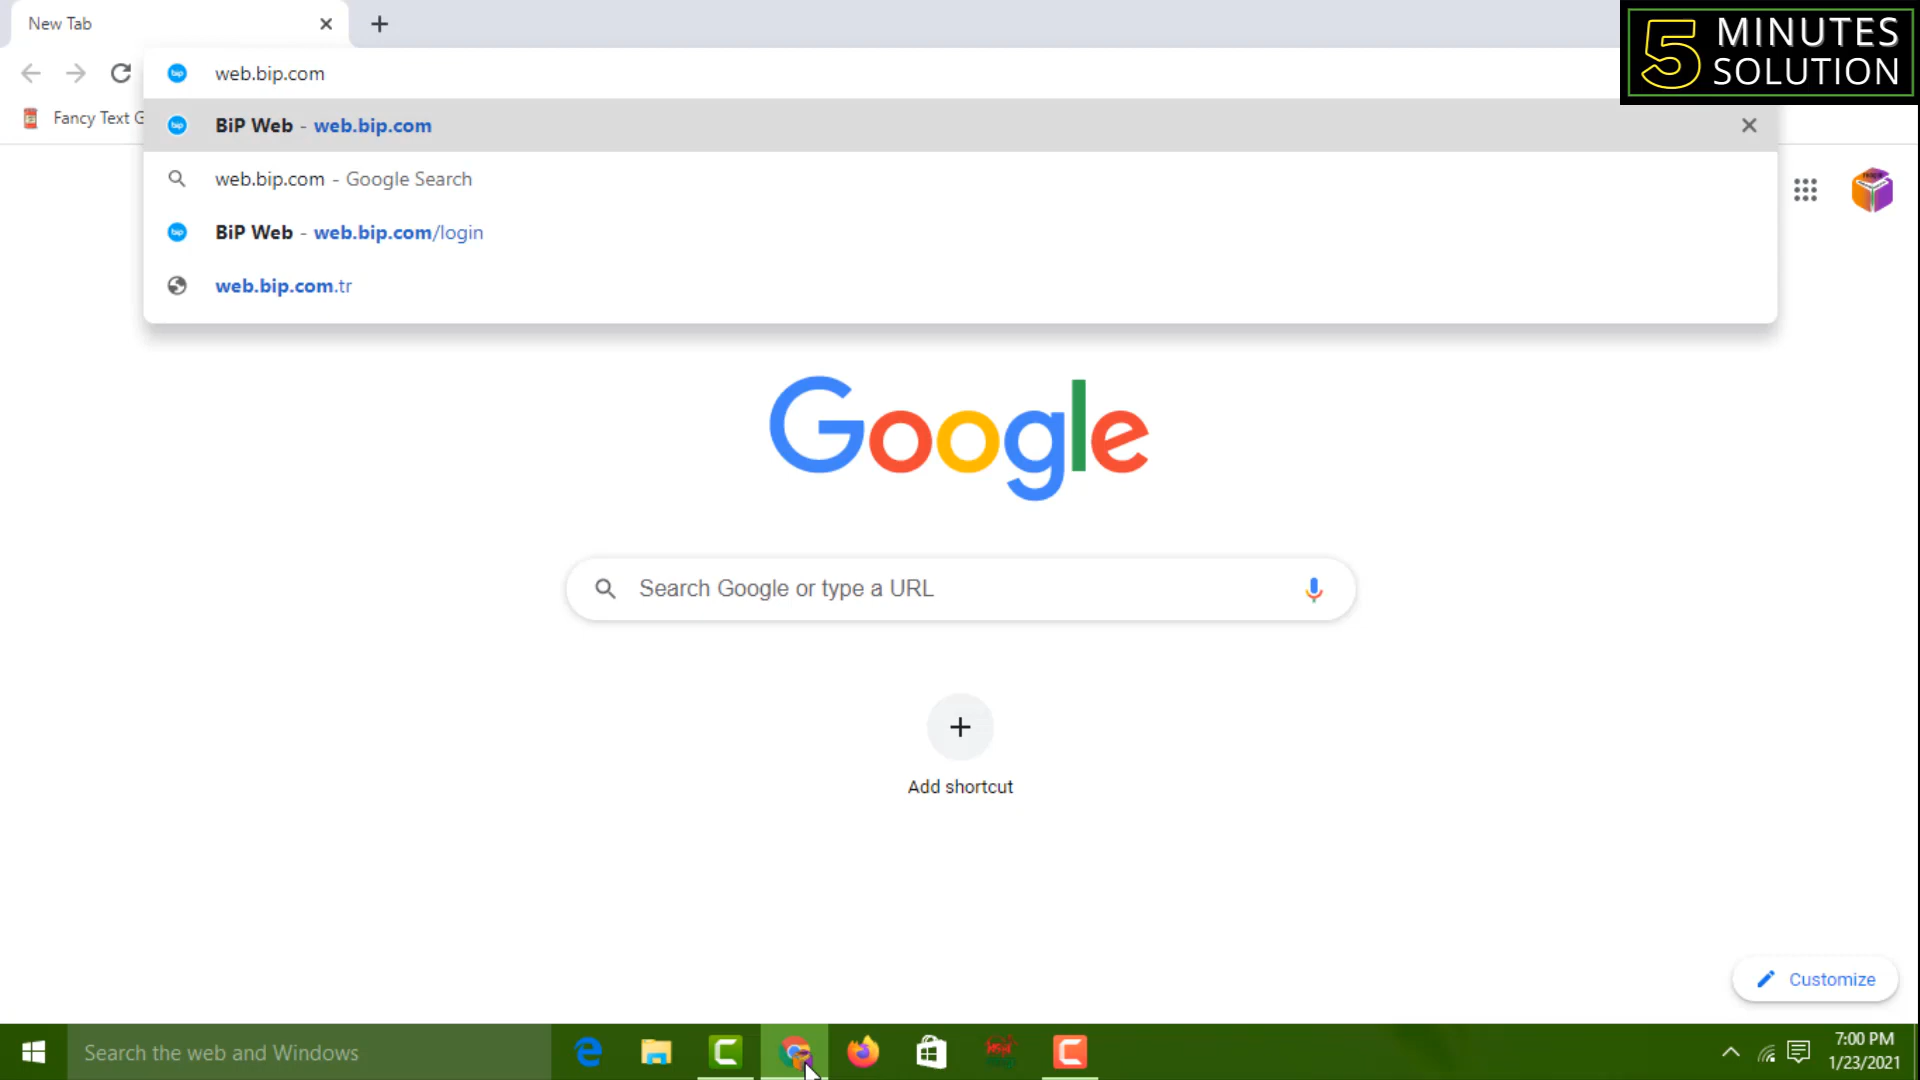 New Tab
5 MINUTES
SOLUTION
web.bip.com
Fancy Text G
BiP Web - web.bip.com
web.bip.com - Google Search
BiP Web - web.bip.com/login
web.bip.com.tr
Google
Search Google or type a URL
Add shortcut
Customize
Search the web and Windows
7:00 PM
1/23/2021